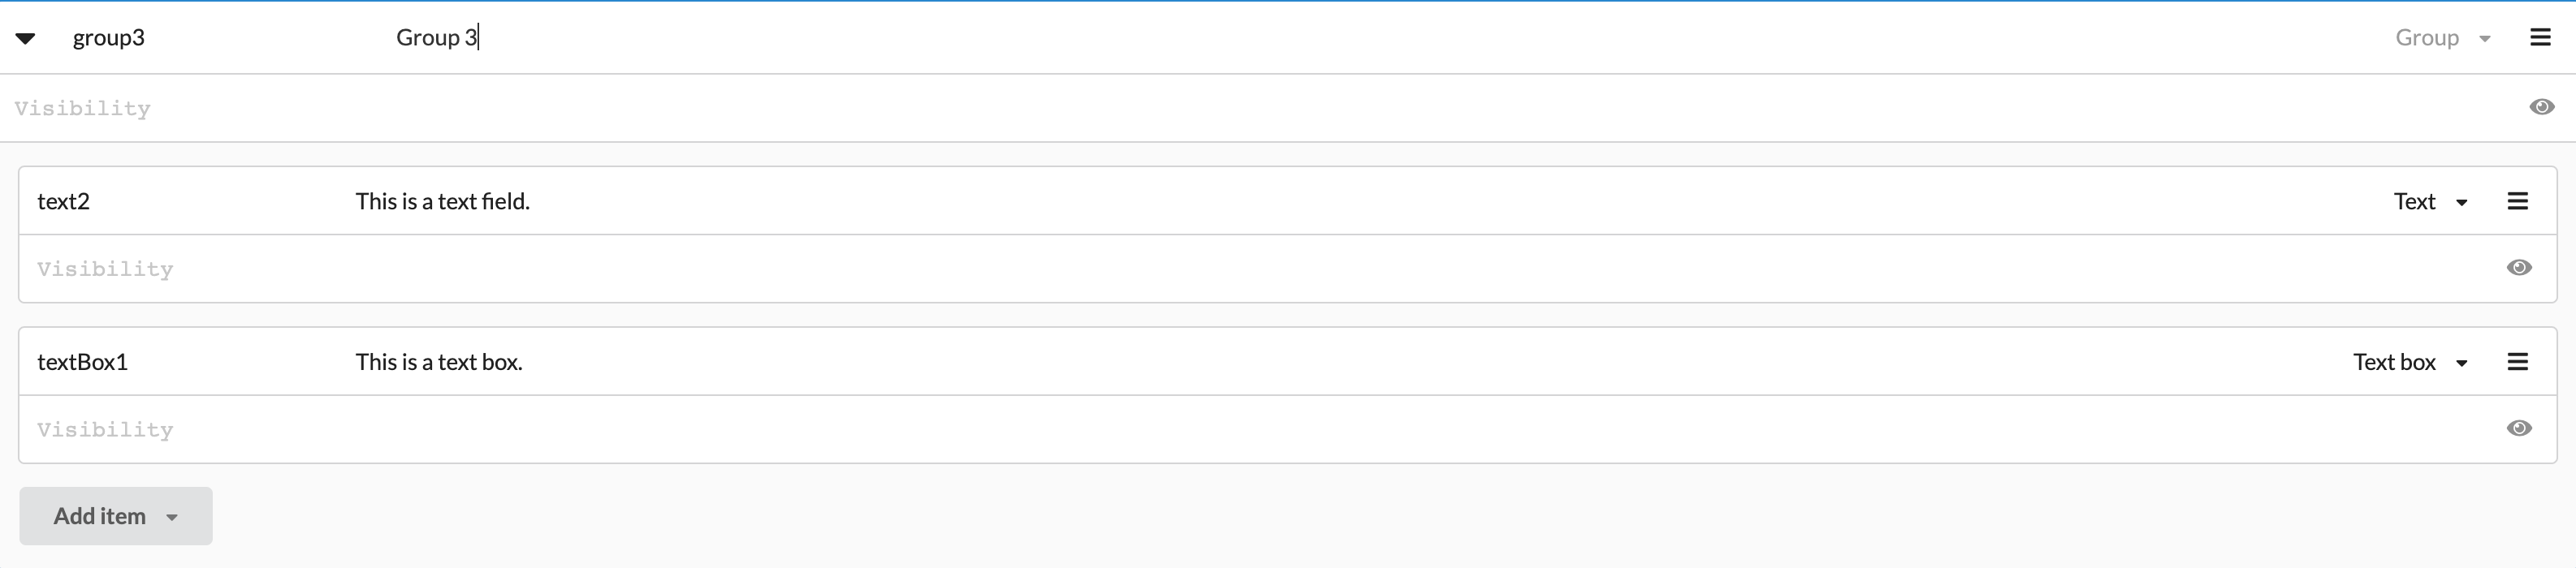 group3 Group 3 Group
Visibility
text2 This is a text field. Text
Visibility
textBox1 This is a text box. Text box
Visibility
Add item